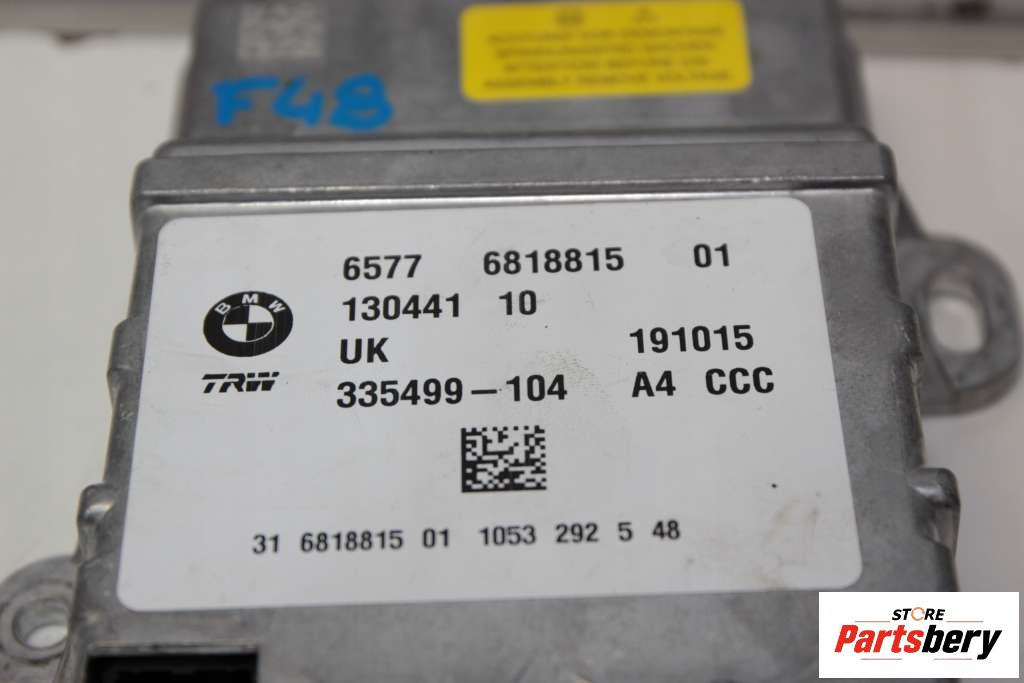 F48
6577 6818815 01
130441 10
BMW
UK 191015
TRW
335499-104 A4 CCC
31 6818815 01 1053 292 5 48
STORE
Partsbery